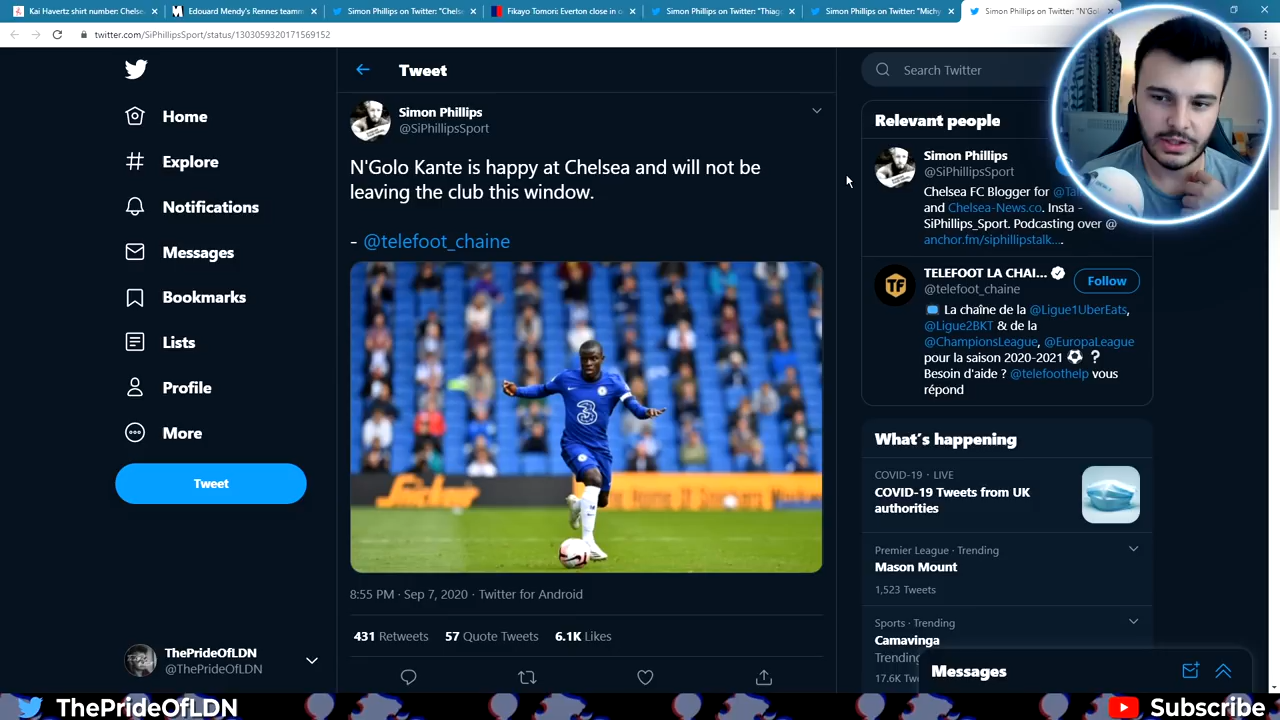 Kai Havertz shirt number: Chelse
Edouard Mendy's Rennes teamm
Simon Phillips on Twitter: "Chels
Fikayo Tomori: Everton close in o
Simon Phillips on Twitter: "Thiag
Simon Phillips on Twitter: "Michy
Simon Phillips on Twitter: "N'Golo
twitter.com/SiPhillipsSport/status/1303059320171569152
Home
Explore
Notifications
Messages
Bookmarks
Lists
Profile
More
Tweet
ThePrideOfLDN
@ThePrideOfLDN
Tweet
Simon Phillips
@SiPhillipsSport
N'Golo Kante is happy at Chelsea and will not be
leaving the club this window.
- @telefoot_chaine
3
8:55 PM · Sep 7, 2020 · Twitter for Android
431 Retweets 57 Quote Tweets 6.1K Likes
Search Twitter
Relevant people
Simon Phillips
@SiPhillipsSport
Chelsea FC Blogger for
and Chelsea-News.co. Insta -
SiPhillips_Sport. Podcasting over @
anchor.fm/siphillipstalk….
TELEFOOT LA CHAI...
@telefoot_chaine
Follow
La chaîne de la @Ligue1UberEats,
@Ligue2BKT & de la
@ChampionsLeague, @EuropaLeague
pour la saison 2020-2021 ⚽ ?
Besoin d'aide ? @telefoothelp vous
répond
What's happening
COVID-19 · LIVE
COVID-19 Tweets from UK
authorities
Premier League · Trending
Mason Mount
1,523 Tweets
Sports · Trending
Camavinga
Trending
17.6K Tw
Messages
ThePrideOfLDN
Subscribe